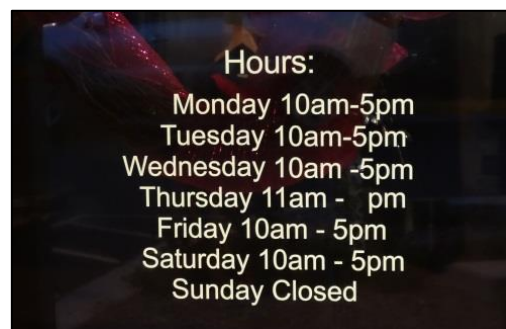 Hours:
Monday 10am-5pm
Tuesday 10am-5pm
Wednesday 10am -5pm
Thursday 11am - pm
Friday 10am - 5pm
Saturday 10am - 5pm
Sunday Closed